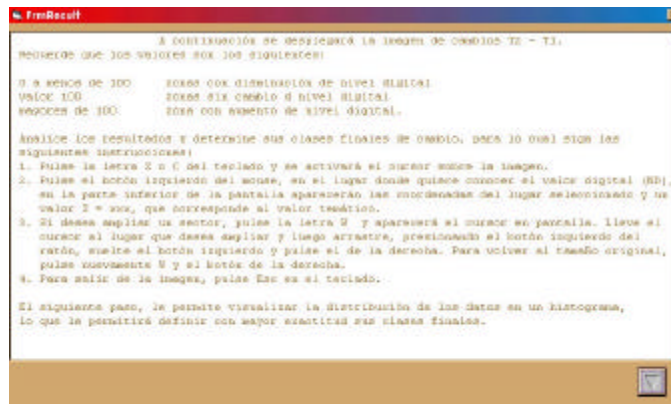 FrmResult
A continuación se desplegará la imagen de cambios T2 - T1.
Recuerde que los valores son los siguientes:
0 a menos de 100 zonas con disminución de nivel digital
valor 100 zonas sin cambio d nivel digital
mayores de 100 zona con aumento de nivel digital.
Analice los resultados y determine sus clases finales de cambio, para lo cual siga las
siguientes instrucciones:
1. Pulse la letra X o C del teclado y se activará el cursor sobre la imagen.
2. Pulse el botón izquierdo del mouse, en el lugar donde quisce conocer el valor digital (ND),
en la parte inferior de la pantalla aparecerán las coordenadas del lugar seleccionado y un
valor Z = xxx, que corresponde al valor temático.
3. Si desea ampliar un sector, pulse la letra W y aparecerá el cursor en pantalla. Lleve el
cursor al lugar que desea ampliar y luego arrastre, presionando el botón izquierdo del
ratón, suelte el botón izquierdo y pulse el de la derecha. Para volver al tamaño original,
pulse nuevamente W y el botón de la derecha.
4. Para salir de la imagen, pulse Esc en el teclado.
El siguiente paso, le permite visualizar la distribución de los datos en un histograma,
lo que le permitirá definir con mayor exactitud sus clases finales.